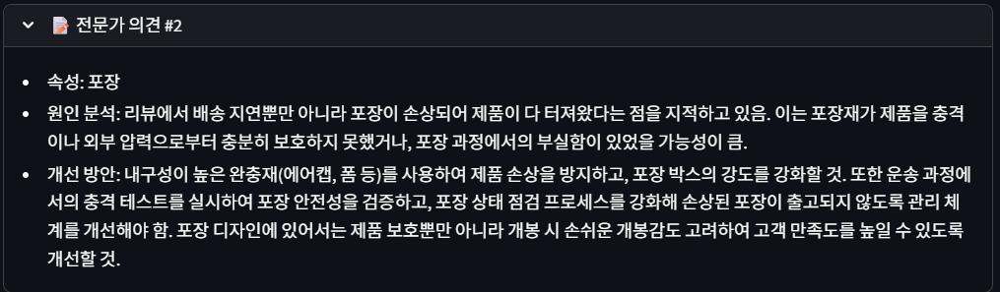 전문가 의견 #2
속성: 포장
원인 분석: 리뷰에서 배송 지연뿐만 아니라 포장이 손상되어 제품이 다 터져왔다는 점을 지적하고 있음. 이는 포장재가 제품을 충격
이나 외부 압력으로부터 충분히 보호하지 못했거나, 포장 과정에서의 부실함이 있었을 가능성이 큼.
개선 방안: 내구성이 높은 완충재(에어캡, 폼 등)를 사용하여 제품 손상을 방지하고, 포장 박스의 강도를 강화할 것. 또한 운송 과정에
서의 충격 테스트를 실시하여 포장 안전성을 검증하고, 포장 상태 점검 프로세스를 강화해 손상된 포장이 출고되지 않도록 관리 체
계를 개선해야 함. 포장 디자인에 있어서는 제품 보호뿐만 아니라 개봉 시 손쉬운 개봉감도 고려하여 고객 만족도를 높일 수 있도록
개선할 것.